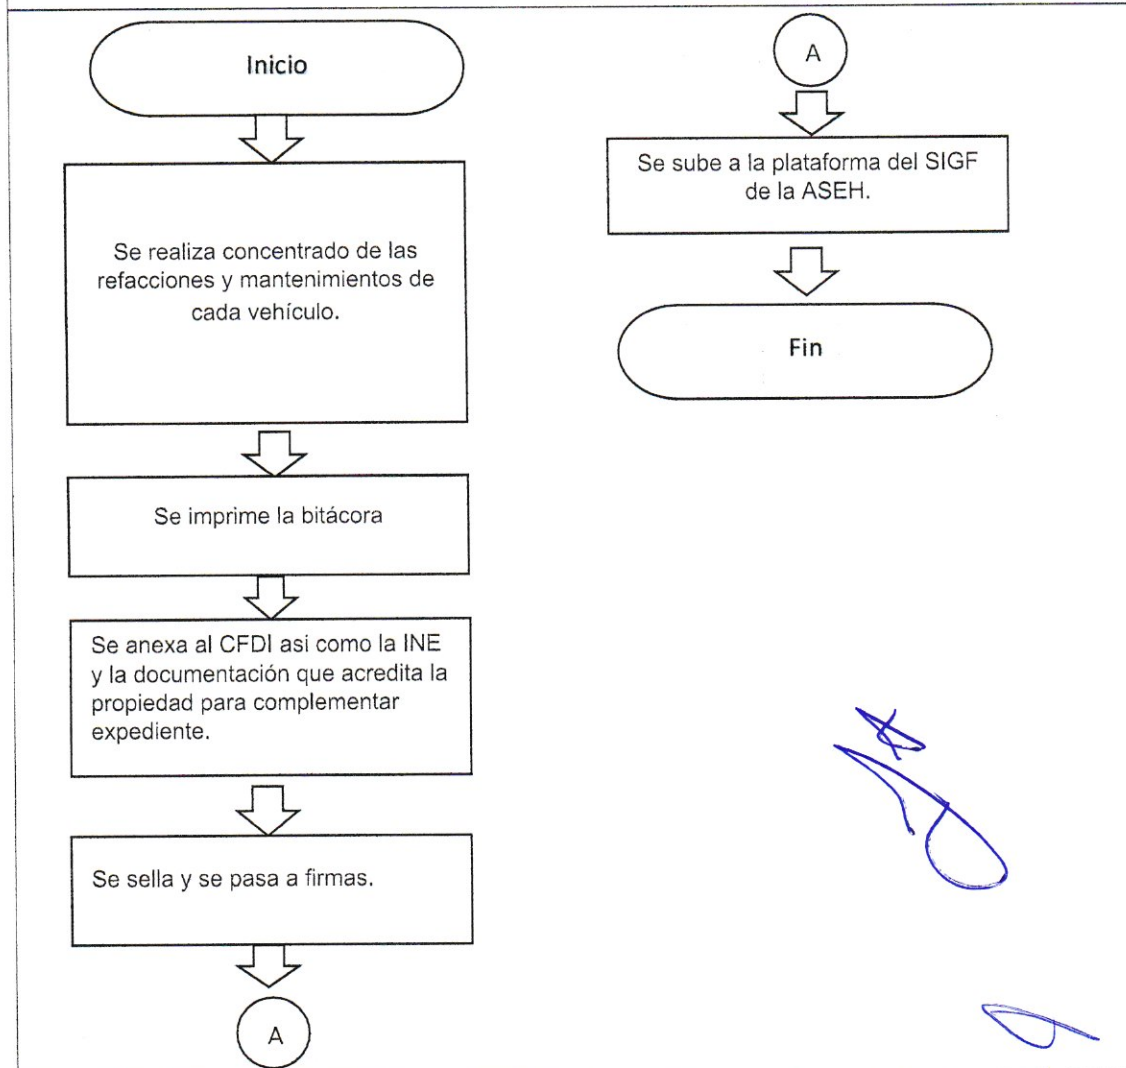 Inicio
Se realiza concentrado de las
refacciones y mantenimientos de
cada vehículo.
Se imprime la bitácora
Se anexa al CFDI asi como la INE
y la documentación que acredita la
propiedad para complementar
expediente.
Se sella y se pasa a firmas.
A
A
Se sube a la plataforma del SIGF
de la ASEH.
Fin